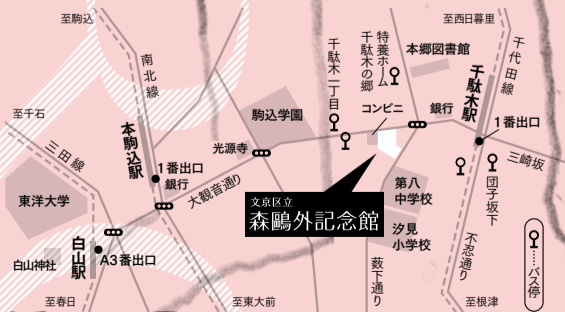 至駒込
至西日暮里
南北線
千駄木一丁目
特養ホーム
千駄木の郷
本郷図書館
千代田線
千駄木駅
至千石
三田線
本駒込駅
駒込学園
コンビニ
銀行
1番出口
光源寺
三崎坂
1番出口
銀行
大観音通り
東洋大学
文京区立
森鷗外記念館
第八
中学校
団子坂下
汐見
小学校
白山神社
白山駅
A3番出口
藪下通り
不忍通り
バス停
至春日
至東大前
至根津